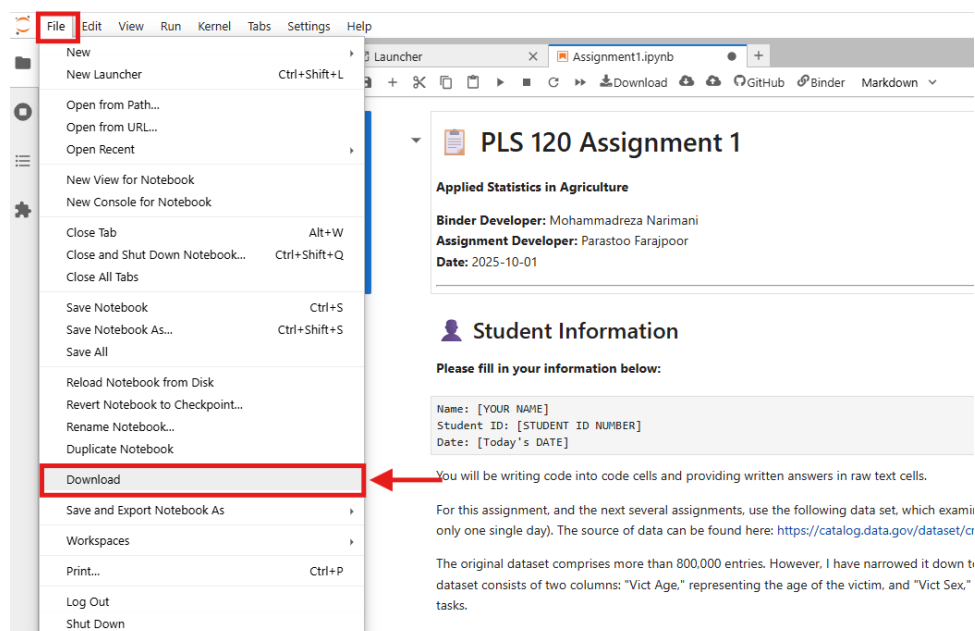 File Edit View Run Kernel Tabs Settings Help
New
New Launcher Ctrl+Shift+L
Open from Path...
Open from URL...
Open Recent
New View for Notebook
New Console for Notebook
Close Tab Alt+W
Close and Shut Down Notebook... Ctrl+Shift+Q
Close All Tabs
Save Notebook Ctrl+S
Save Notebook As... Ctrl+Shift+S
Save All
Reload Notebook from Disk
Revert Notebook to Checkpoint...
Rename Notebook...
Duplicate Notebook
Download
Save and Export Notebook As
Workspaces
Print... Ctrl+P
Log Out
Shut Down
Launcher Assignment1.ipynb
Download GitHub Binder Markdown
PLS 120 Assignment 1
Applied Statistics in Agriculture
Binder Developer: Mohammadreza Narimani
Assignment Developer: Parastoo Farajpoor
Date: 2025-10-01
Student Information
Please fill in your information below:
Name: [YOUR NAME]
Student ID: [STUDENT ID NUMBER]
Date: [Today's DATE]
You will be writing code into code cells and providing written answers in raw text cells.
For this assignment, and the next several assignments, use the following data set, which
only one single day). The source of data can be found here: https://catalog.data.gov/dataset/
The original dataset comprises more than 800,000 entries. However, I have narrowed it down
dataset consists of two columns: "Vict Age," representing the age of the victim, and "Vict Sex,"
tasks.